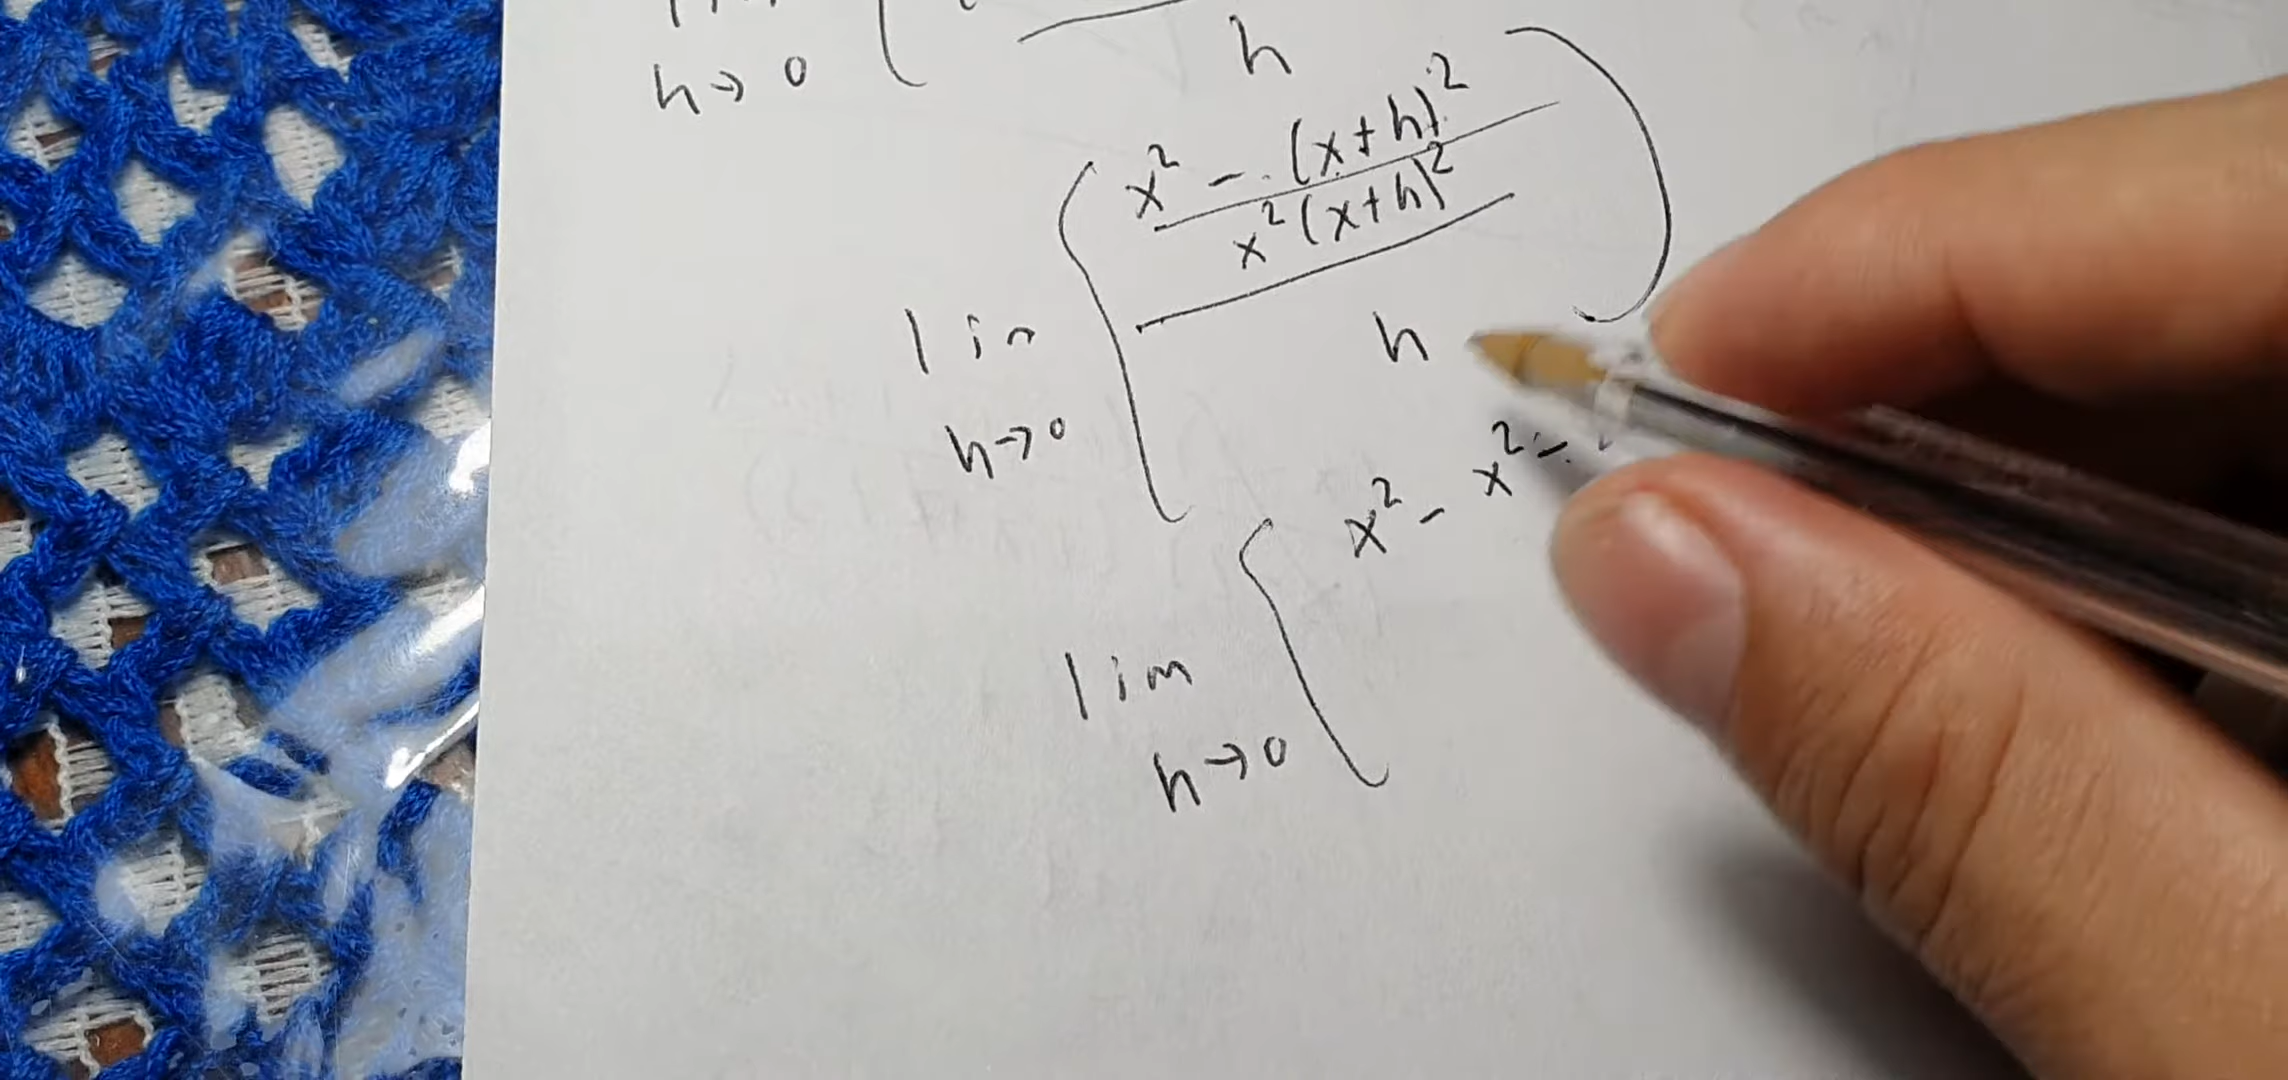 h
h→0
x² - (x+h)²
x²(x+h)²
lim
h
h→0
x² - x² -
lim
h→0